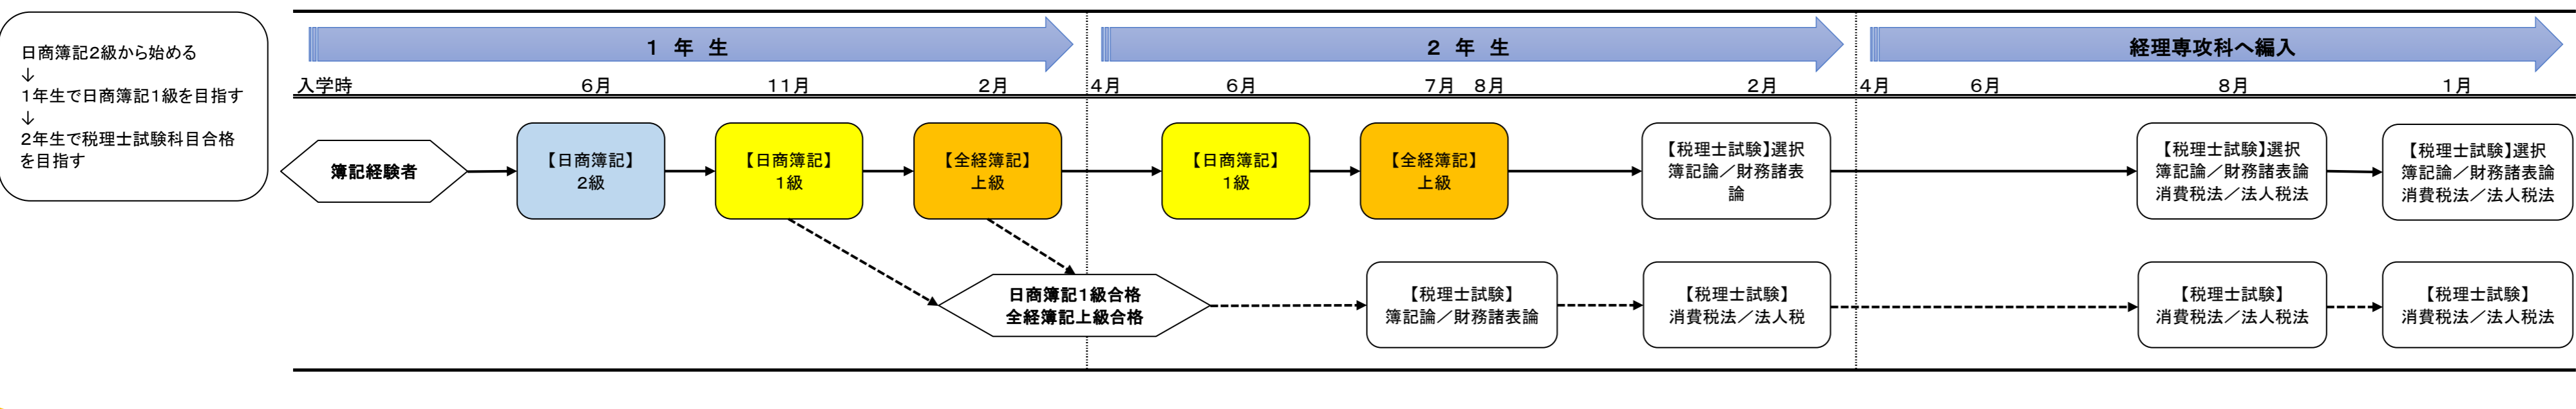 日商簿記2級から始める
↓
1年生で日商簿記1級を目指す
↓
2年生で税理士試験科目合格
を目指す
1 年 生
2 年 生
経理専攻科へ編入
入学時
6月
11月
2月
4月
6月
7月 8月
2月
4月
6月
8月
1月
簿記経験者
【日商簿記】
2級
【日商簿記】
1級
【全経簿記】
上級
【日商簿記】
1級
【全経簿記】
上級
【税理士試験】選択
簿記論／財務諸表
論
【税理士試験】選択
簿記論／財務諸表論
消費税法／法人税法
【税理士試験】選択
簿記論／財務諸表論
消費税法／法人税法
日商簿記1級合格
全経簿記上級合格
【税理士試験】
簿記論／財務諸表論
【税理士試験】
消費税法／法人税
【税理士試験】
消費税法／法人税法
【税理士試験】
消費税法／法人税法